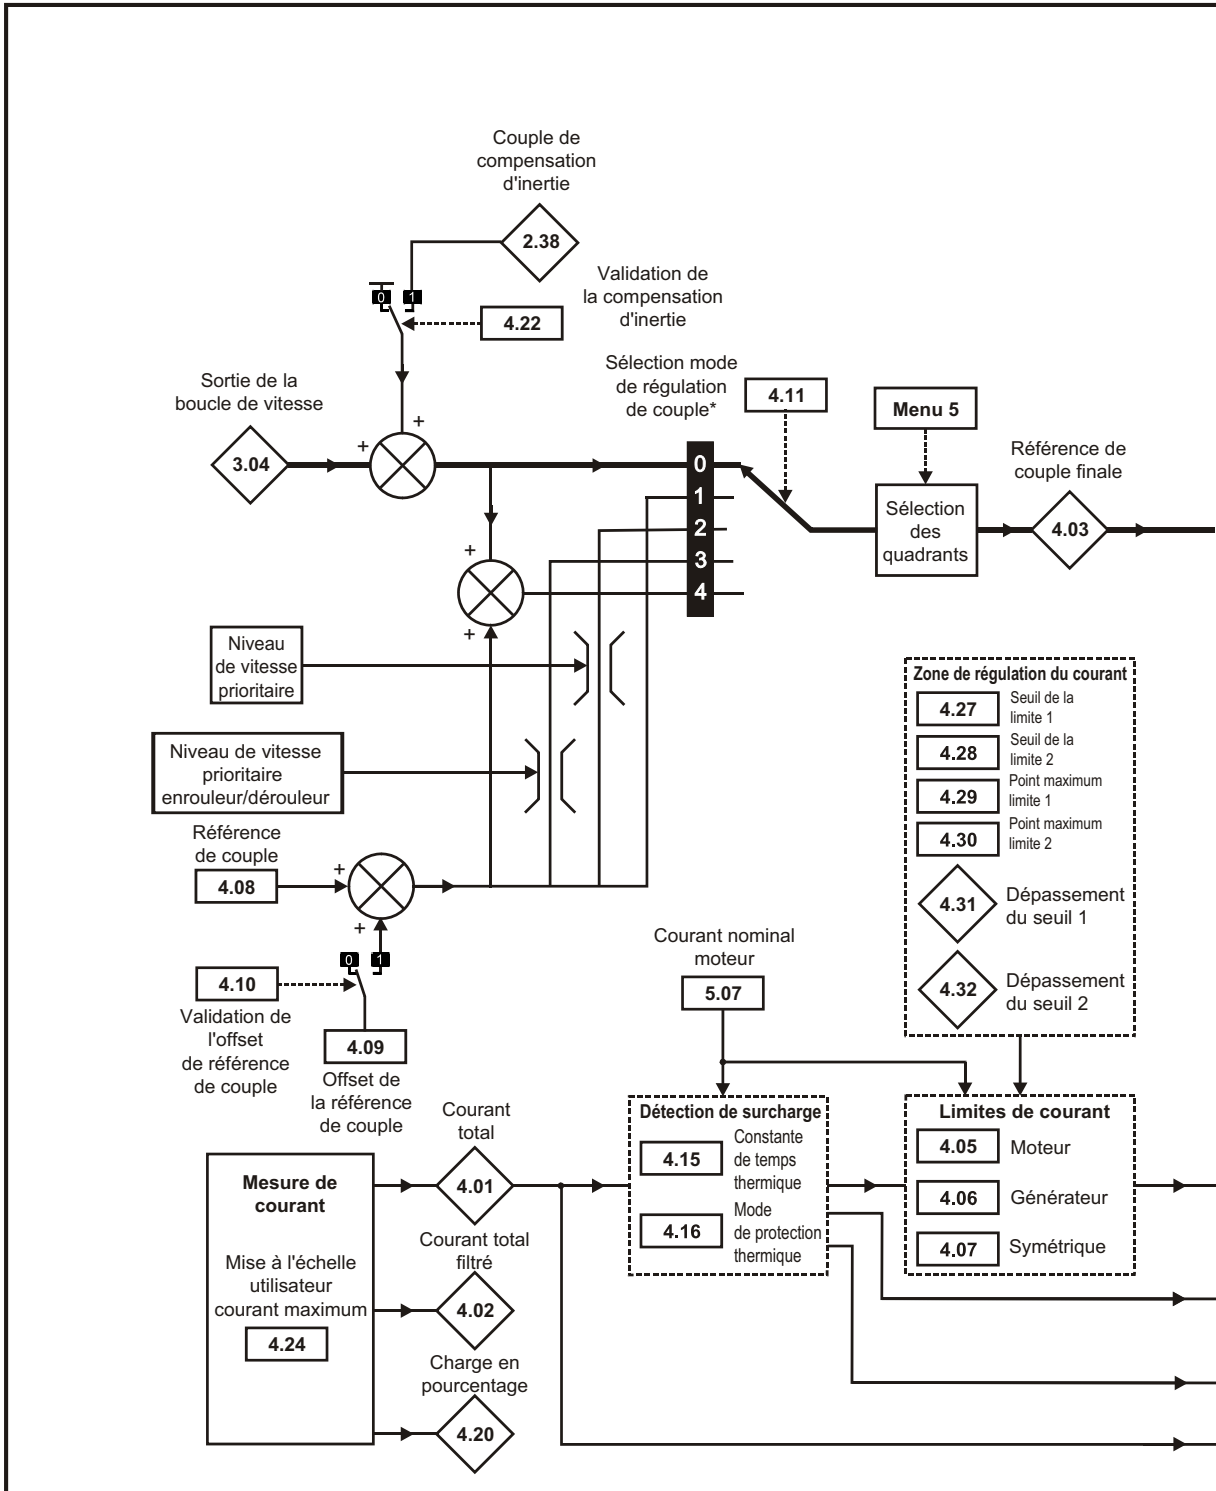 Couple de
compensation
d'inertie
2.38
0
1
Validation de
la compensation
d'inertie
4.22
Sélection mode
de régulation
de couple*
4.11
Menu 5
Sortie de la
boucle de vitesse
+
+
3.04
0
1
2
3
4
Sélection
des
quadrants
Référence de
couple finale
4.03
+
+
Niveau
de vitesse
prioritaire
Niveau de vitesse
prioritaire
enrouleur/dérouleur
Zone de régulation du courant
4.27
Seuil de la
limite 1
4.28
Seuil de la
limite 2
4.29
Point maximum
limite 1
4.30
Point maximum
limite 2
4.31
Dépassement
du seuil 1
4.32
Dépassement
du seuil 2
Référence
de couple
4.08
+
+
0
1
4.10
Validation de
l'offset
de référence
de couple
4.09
Offset de
la référence
de couple
Courant nominal
moteur
5.07
Détection de surcharge
4.15
Constante
de temps
thermique
4.16
Mode
de protection
thermique
Limites de courant
4.05
Moteur
4.06
Générateur
4.07
Symétrique
Mesure de
courant
Mise à l'échelle
utilisateur
courant maximum
4.24
Courant
total
4.01
Courant total
filtré
4.02
Charge en
pourcentage
4.20